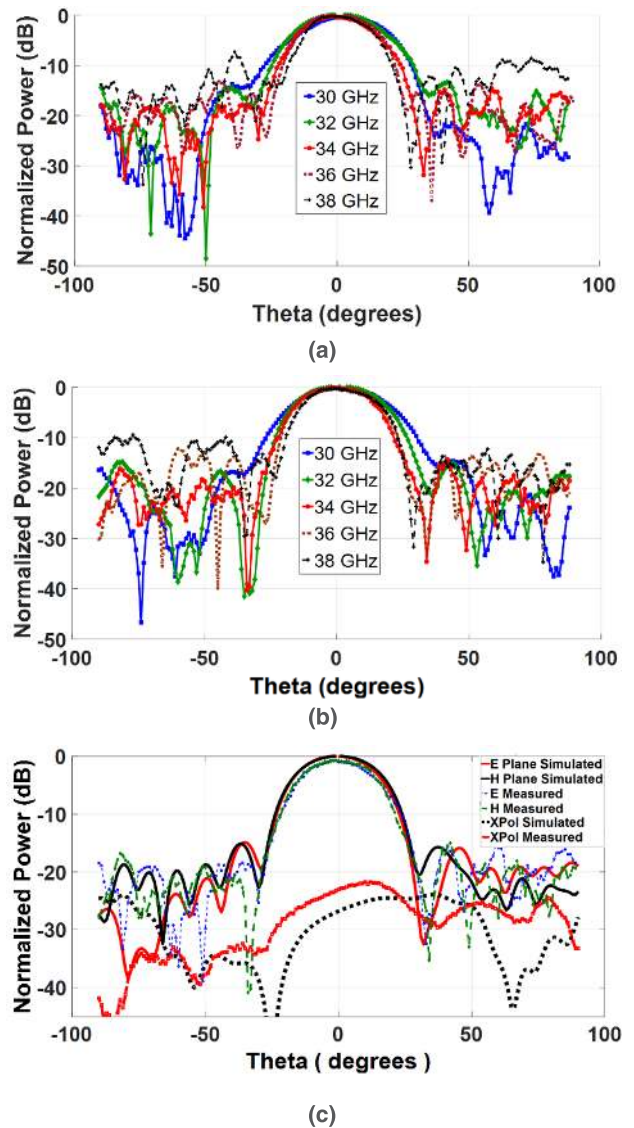 0
-10
-20
-30
-40
-50
Normalized Power (dB)
30 GHz
32 GHz
34 GHz
36 GHz
38 GHz
-100
-50
0
50
100
Theta (degrees)
(a)
0
-10
-20
-30
-40
-50
Normalized Power (dB)
30 GHz
32 GHz
34 GHz
36 GHz
38 GHz
-100
-50
0
50
100
Theta (degrees)
(b)
0
-10
-20
-30
-40
Normalized Power (dB)
E Plane Simulated
H Plane Simulated
E Measured
H Measured
XPol Simulated
XPol Measured
-100
-50
0
50
100
Theta ( degrees )
(c)